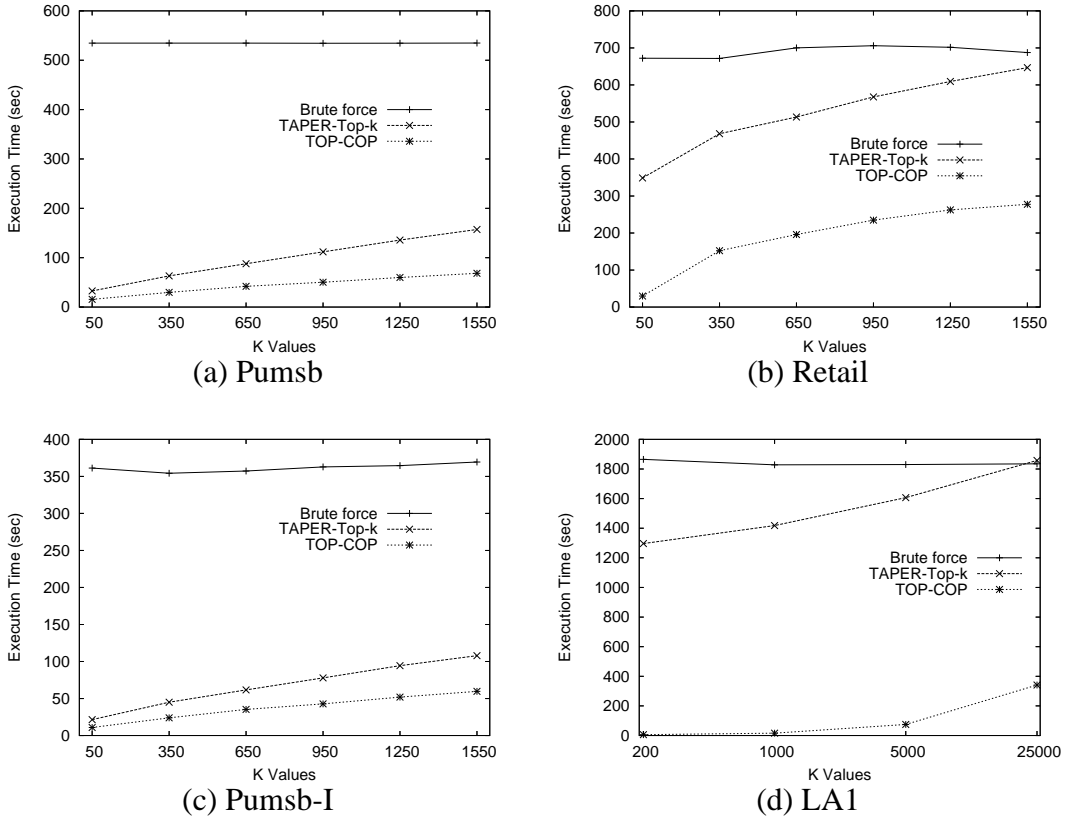 600
500
400
300
200
100
0
50 350 650 950 1250 1550
Execution Time (sec)
K Values
Brute force
TAPER-Top-k
TOP-COP
(a) Pumsb
800
700
600
500
400
300
200
100
0
50 350 650 950 1250 1550
Execution Time (sec)
K Values
Brute force
TAPER-Top-k
TOP-COP
(b) Retail
400
350
300
250
200
150
100
50
0
50 350 650 950 1250 1550
Execution Time (sec)
K Values
Brute force
TAPER-Top-k
TOP-COP
(c) Pumsb-I
2000
1800
1600
1400
1200
1000
800
600
400
200
0
200 1000 5000 25000
Execution Time (sec)
K Values
Brute force
TAPER-Top-k
TOP-COP
(d) LA1